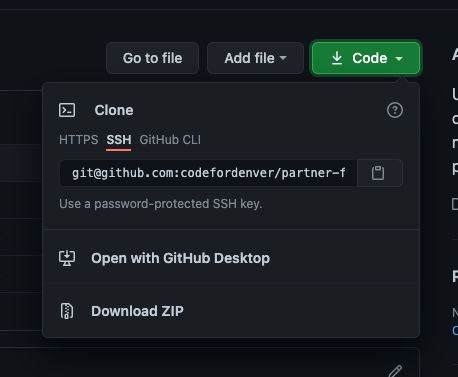 Go to file
Add file
Code
Clone
HTTPS SSH GitHub CLI
git@github.com:codefordenver/partner-f
Use a password-protected SSH key.
Open with GitHub Desktop
Download ZIP